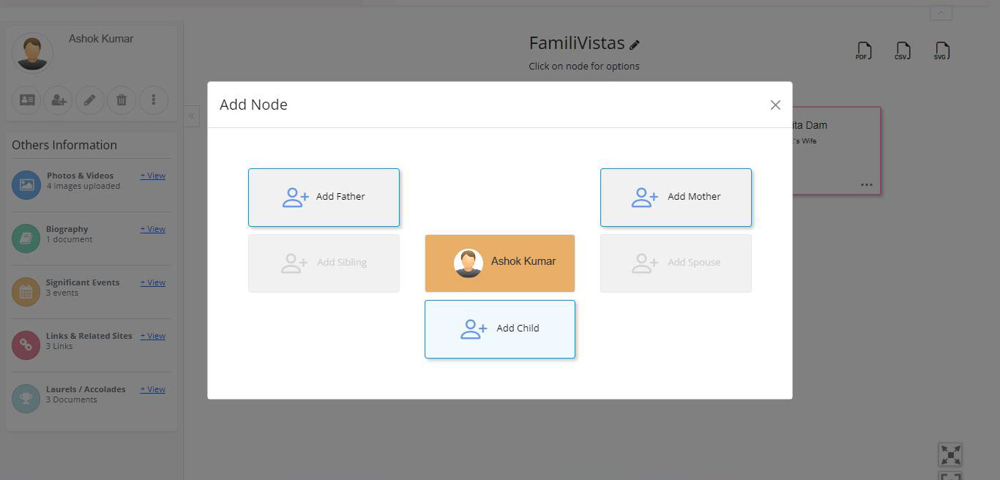 Ashok Kumar
Others Information
Photos & Videos
+ View
4 images uploaded
Biography
+ View
1 document
Significant Events
+ View
3 events
Links & Related Sites
+ View
3 Links
Laurels / Accolades
+ View
3 Documents
FamiliVistas
Click on node for options
PDF
CSV
SVG
Add Node
Add Father
Add Mother
Add Sibling
Ashok Kumar
Add Spouse
Add Child
ita Dam
's Wife